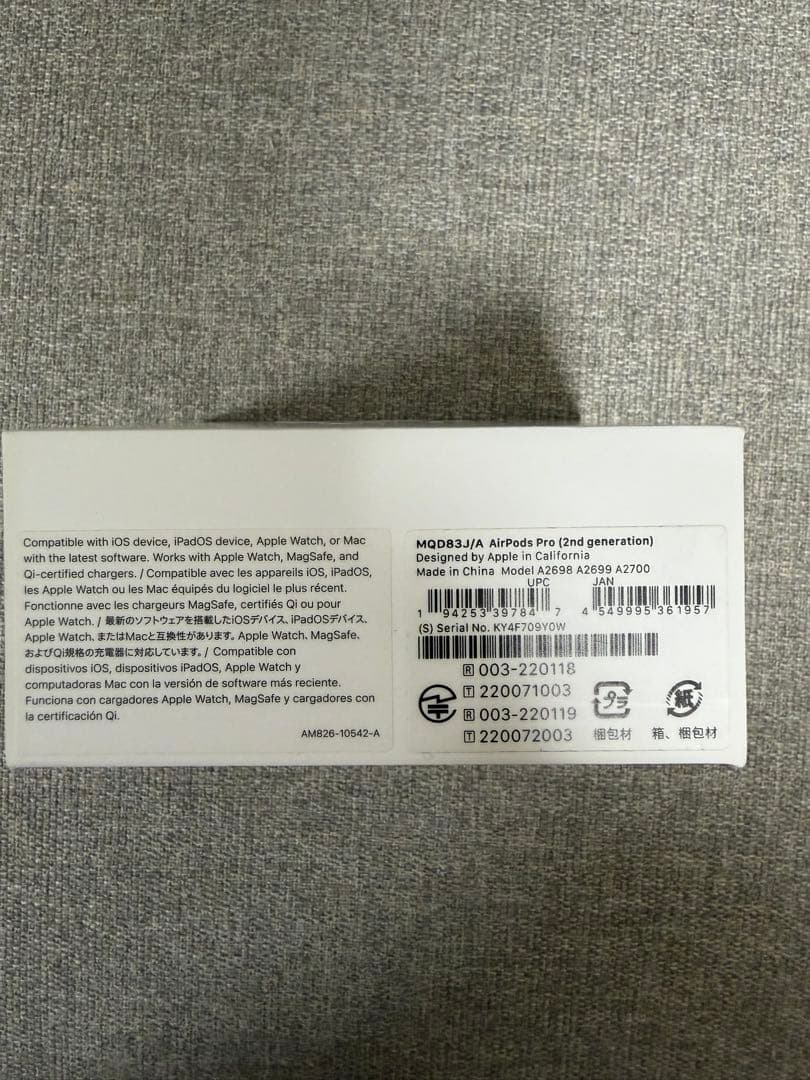 Compatible with iOS device, iPadOS device, Apple Watch, or Mac
with the latest software. Works with Apple Watch, MagSafe, and
Qi-certified chargers. / Compatible avec les appareils iOS, iPadOS,
les Apple Watch ou les Mac équipés du logiciel le plus récent.
Fonctionne avec les chargeurs MagSafe, certifiés Qi ou pour
Apple Watch. / 最新のソフトウェアを搭載したiOSデバイス、iPadOSデバイス、
Apple Watch、またはMacと互換性があります。Apple Watch、MagSafe、
およびQi規格の充電器に対応しています。/ Compatible con
dispositivos iOS, dispositivos iPadOS, Apple Watch y
computadoras Mac con la versión de software más reciente.
Funciona con cargadores Apple Watch, MagSafe y cargadores con
la certificación Qi.
AM826-10542-A
MQD83J/A AirPods Pro (2nd generation)
Designed by Apple in California
Made in China Model A2698 A2699 A2700
UPC JAN
1 94253 39784 7 4 549995 361957
(S) Serial No. KY4F709Y0W
R 003-220118
T 220071003
R 003-220119
T 220072003
プラ
梱包材
紙
箱、梱包材